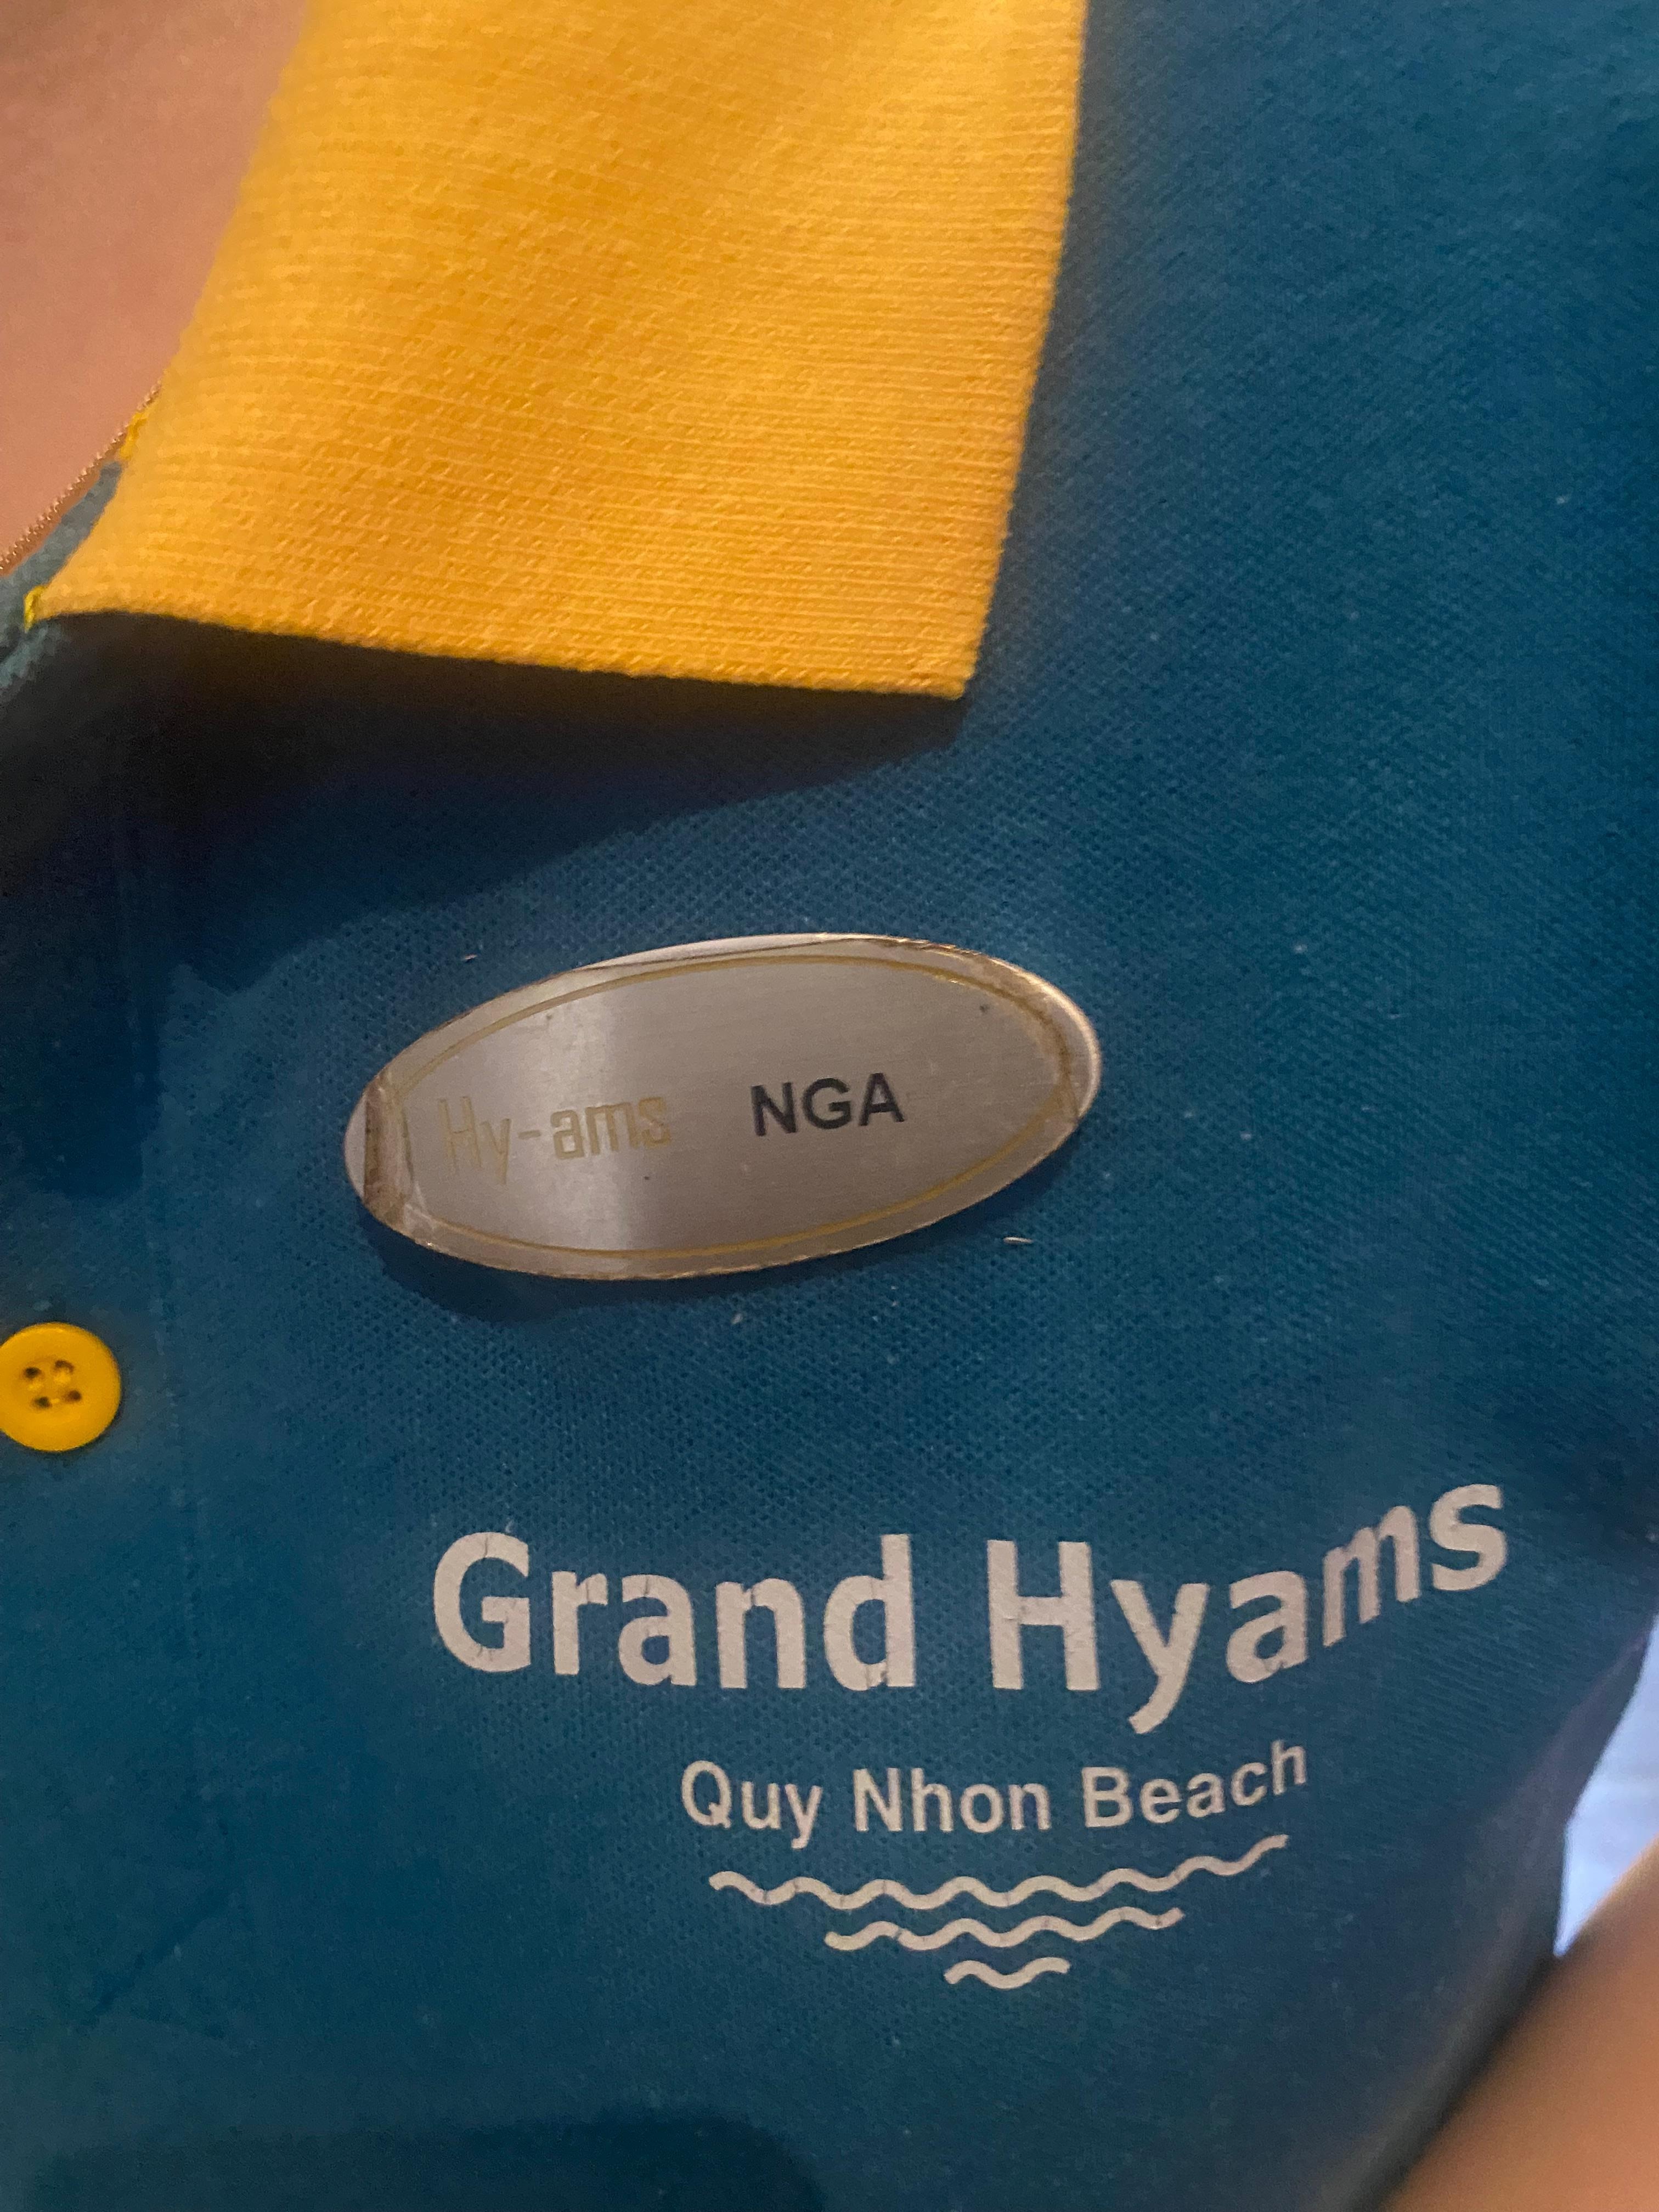 Hy-ams NGA
Grand Hyams
Quy Nhon Beach